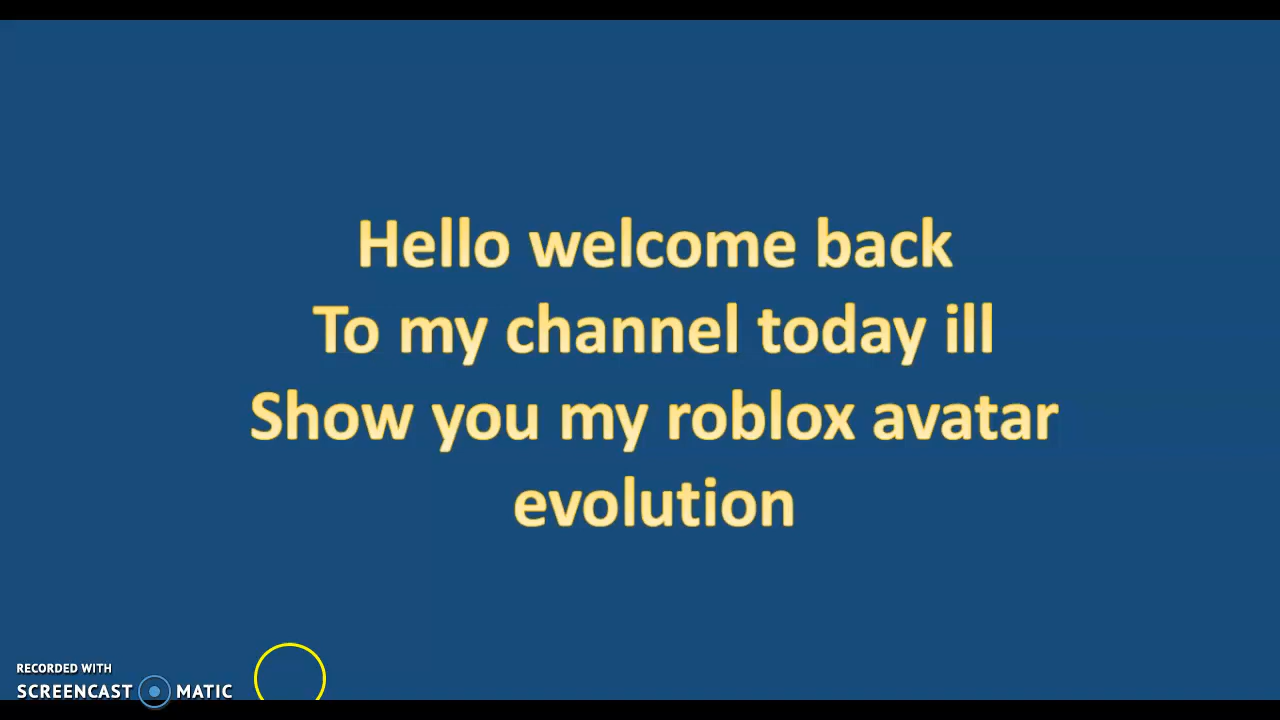 Hello welcome back
To my channel today ill
Show you my roblox avatar
evolution
RECORDED WITH
SCREENCAST MATIC